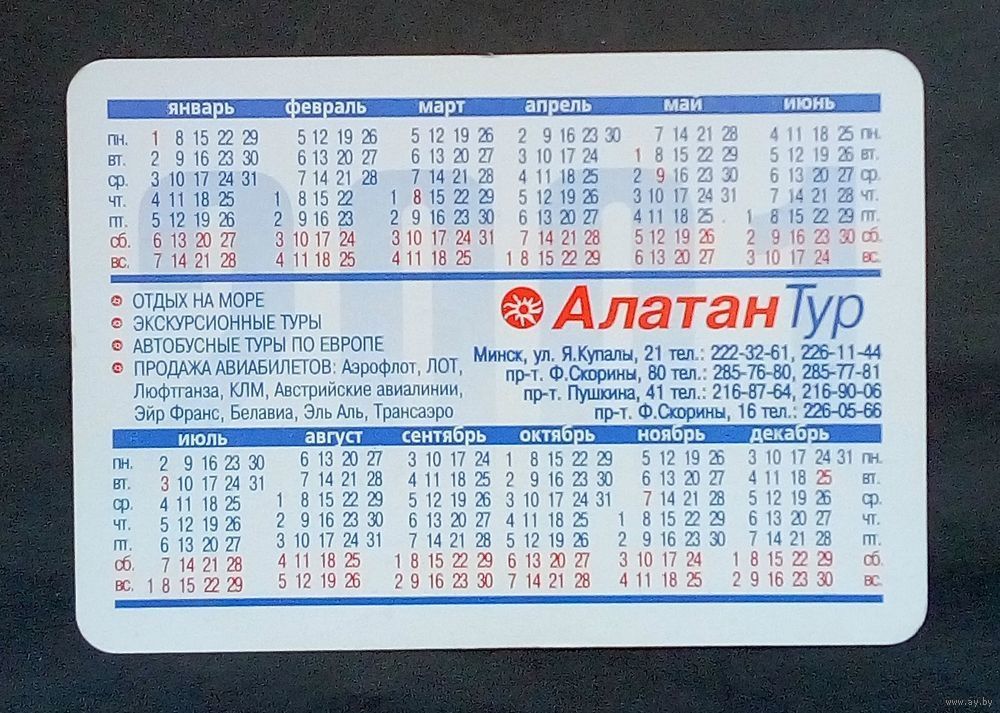 январь февраль март апрель май июнь
пн. 1 8 15 22 29 5 12 19 26 5 12 19 26 2 9 16 23 30 7 14 21 28 4 11 18 25 пн.
вт. 2 9 16 23 30 6 13 20 27 6 13 20 27 3 10 17 24 1 8 15 22 29 5 12 19 26 вт.
ср. 3 10 17 24 31 7 14 21 28 7 14 21 28 4 11 18 25 2 9 16 23 30 6 13 20 27 ср.
чт. 4 11 18 25 1 8 15 22 1 8 15 22 29 5 12 19 26 3 10 17 24 31 7 14 21 28 чт.
пт. 5 12 19 26 2 9 16 23 2 9 16 23 30 6 13 20 27 4 11 18 25 1 8 15 22 29 пт.
сб. 6 13 20 27 3 10 17 24 3 10 17 24 31 7 14 21 28 5 12 19 26 2 9 16 23 30 сб.
вс. 7 14 21 28 4 11 18 25 4 11 18 25 1 8 15 22 29 6 13 20 27 3 10 17 24 вс.
ОТДЫХ НА МОРЕ
ЭКСКУРСИОННЫЕ ТУРЫ
АВТОБУСНЫЕ ТУРЫ ПО ЕВРОПЕ
ПРОДАЖА АВИАБИЛЕТОВ: Аэрофлот, ЛОТ,
Люфтганза, КЛМ, Австрийские авиалинии,
Эйр Франс, Белавиа, Эль Аль, Трансаэро
Алатан Тур
Минск, ул. Я.Купалы, 21 тел.: 222-32-61, 226-11-44
пр-т. Ф.Скорины, 80 тел.: 285-76-80, 285-77-81
пр-т. Пушкина, 41 тел.: 216-87-64, 216-90-06
пр-т. Ф.Скорины, 16 тел.: 226-05-66
июль август сентябрь октябрь ноябрь декабрь
пн. 2 9 16 23 30 6 13 20 27 3 10 17 24 1 8 15 22 29 5 12 19 26 3 10 17 24 31 пн.
вт. 3 10 17 24 31 7 14 21 28 4 11 18 25 2 9 16 23 30 6 13 20 27 4 11 18 25 вт.
ср. 4 11 18 25 1 8 15 22 29 5 12 19 26 3 10 17 24 31 7 14 21 28 5 12 19 26 ср.
чт. 5 12 19 26 2 9 16 23 30 6 13 20 27 4 11 18 25 1 8 15 22 29 6 13 20 27 чт.
пт. 6 13 20 27 3 10 17 24 31 7 14 21 28 5 12 19 26 2 9 16 23 30 7 14 21 28 пт.
сб. 7 14 21 28 4 11 18 25 1 8 15 22 29 6 13 20 27 3 10 17 24 1 8 15 22 29 сб.
вс. 1 8 15 22 29 5 12 19 26 2 9 16 23 30 7 14 21 28 4 11 18 25 2 9 16 23 30 вс.
www.ay.by